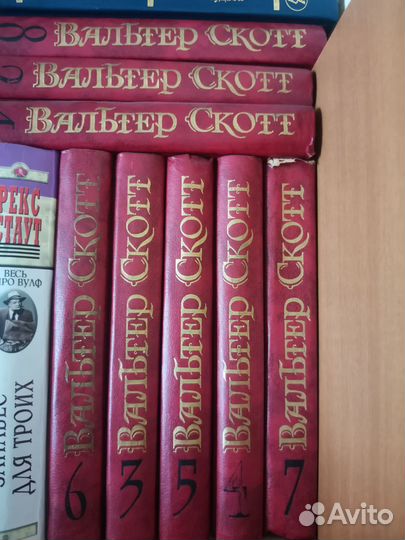 8 Вальтер Скотт
Вальтер Скотт
Вальтер Скотт
РЕКС
СТАУТ
ВЕСЬ
НИРО ВУЛФ
ДЛЯ ТРОИХ
Вальтер Скотт 6
Вальтер Скотт 3
Вальтер Скотт 5
Вальтер Скотт 4
Вальтер Скотт 7
Avito